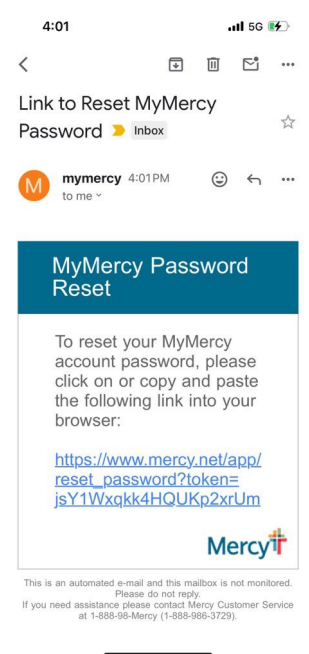 4:01
5G
Link to Reset MyMercy
Password Inbox
M
mymercy 4:01 PM
to me
MyMercy Password
Reset
To reset your MyMercy
account password, please
click on or copy and paste
the following link into your
browser:
https://www.mercy.net/app/
reset_password?token=
jsY1Wxqkk4HQUKp2xrUm
Mercy
This is an automated e-mail and this mailbox is not monitored.
Please do not reply.
If you need assistance please contact Mercy Customer Service
at 1-888-98-Mercy (1-888-986-3729).